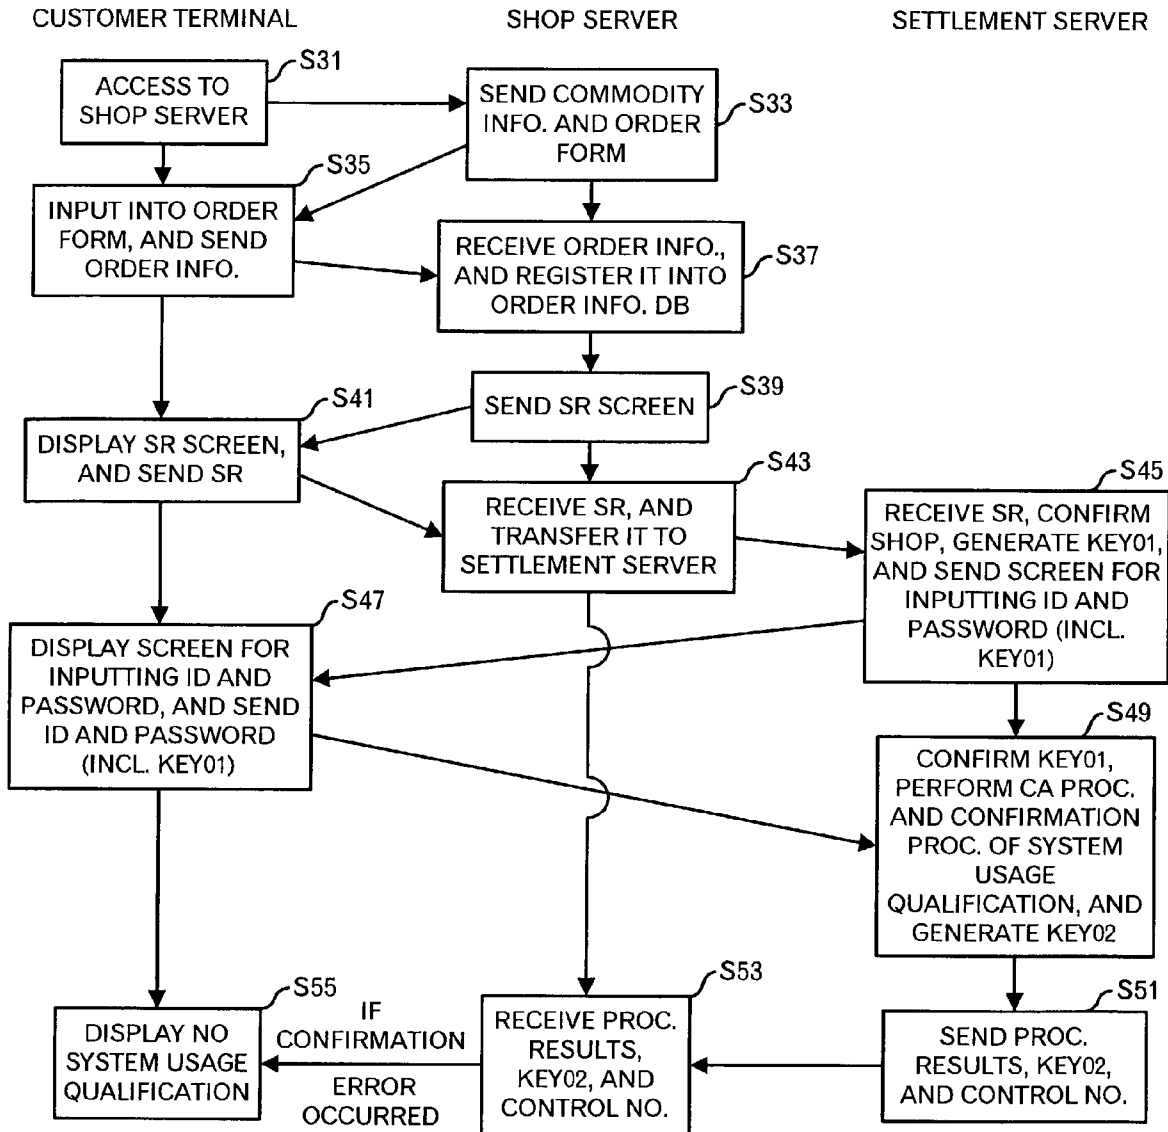 CUSTOMER TERMINAL
SHOP SERVER
SETTLEMENT SERVER
S31
ACCESS TO
SHOP SERVER
S33
SEND COMMODITY
INFO. AND ORDER
FORM
S35
INPUT INTO ORDER
FORM, AND SEND
ORDER INFO.
S37
RECEIVE ORDER INFO.,
AND REGISTER IT INTO
ORDER INFO. DB
S39
SEND SR SCREEN
S41
DISPLAY SR SCREEN,
AND SEND SR
S43
RECEIVE SR, AND
TRANSFER IT TO
SETTLEMENT SERVER
S45
RECEIVE SR, CONFIRM
SHOP, GENERATE KEY01,
AND SEND SCREEN FOR
INPUTTING ID AND
PASSWORD (INCL.
KEY01)
S47
DISPLAY SCREEN FOR
INPUTTING ID AND
PASSWORD, AND SEND
ID AND PASSWORD
(INCL. KEY01)
S49
CONFIRM KEY01,
PERFORM CA PROC.
AND CONFIRMATION
PROC. OF SYSTEM
USAGE
QUALIFICATION, AND
GENERATE KEY02
S51
SEND PROC.
RESULTS, KEY02,
AND CONTROL NO.
S53
RECEIVE PROC.
RESULTS,
KEY02, AND
CONTROL NO.
IF
CONFIRMATION
ERROR
OCCURRED
S55
DISPLAY NO
SYSTEM USAGE
QUALIFICATION